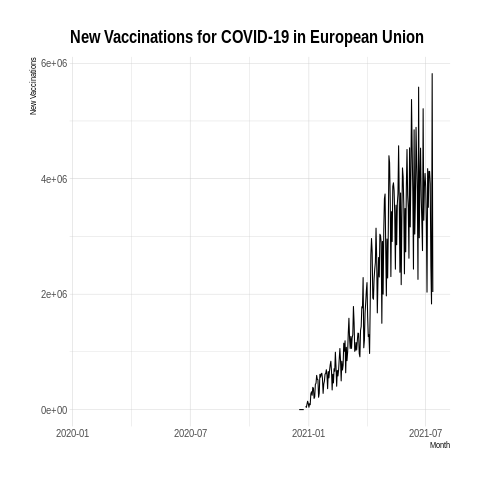 New Vaccinations for COVID-19 in European Union
New Vaccinations
6e+06
4e+06
2e+06
0e+00
2020-01 2020-07 2021-01 2021-07
Month